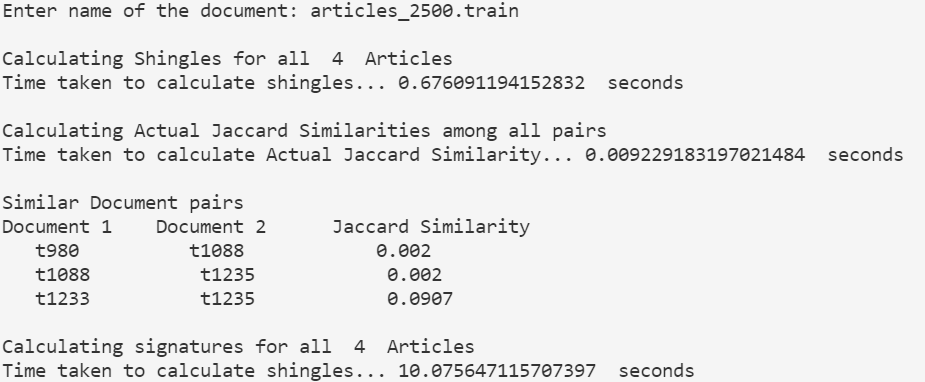 Enter name of the document: articles_2500.train
Calculating Shingles for all  4  Articles
Time taken to calculate shingles... 0.676091194152832  seconds
Calculating Actual Jaccard Similarities among all pairs
Time taken to calculate Actual Jaccard Similarity... 0.009229183197021484  seconds
Similar Document pairs
Document 1    Document 2      Jaccard Similarity
   t980          t1088            0.002
   t1088          t1235            0.002
   t1233          t1235            0.0907
Calculating signatures for all  4  Articles
Time taken to calculate shingles... 10.075647115707397  seconds